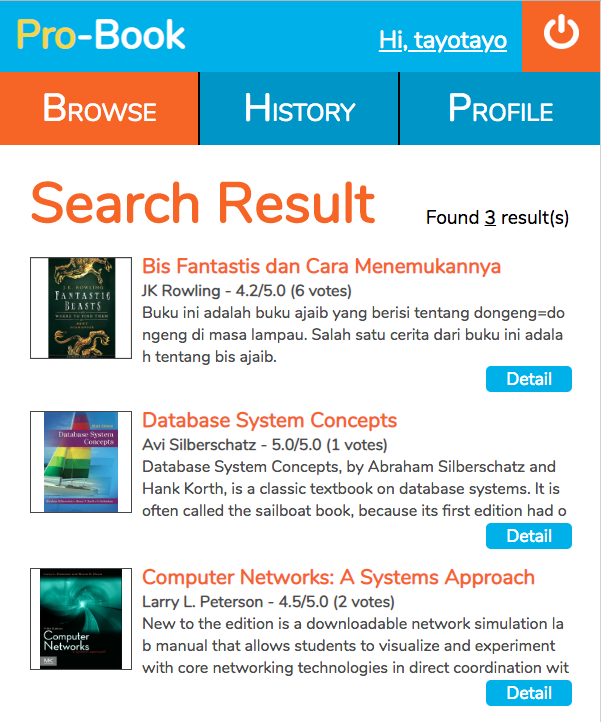 Pro-Book
Hi, tayotayo
BROWSE
HISTORY
PROFILE
Search Result
Found 3 result(s)
J.K. ROWLING
FANTASTIC
BEASTS
WHERE TO FIND THEM
Bis Fantastis dan Cara Menemukannya
JK Rowling - 4.2/5.0 (6 votes)
Buku ini adalah buku ajaib yang berisi tentang dongeng=do
ngeng di masa lampau. Salah satu cerita dari buku ini adala
h tentang bis ajaib.
Detail
Database System
Concepts
Database System Concepts
Avi Silberschatz - 5.0/5.0 (1 votes)
Database System Concepts, by Abraham Silberschatz and
Hank Korth, is a classic textbook on database systems. It is
often called the sailboat book, because its first edition had o
Detail
Computer
Networks
MK
Computer Networks: A Systems Approach
Larry L. Peterson - 4.5/5.0 (2 votes)
New to the edition is a downloadable network simulation la
b manual that allows students to visualize and experiment
with core networking technologies in direct coordination wit
Detail